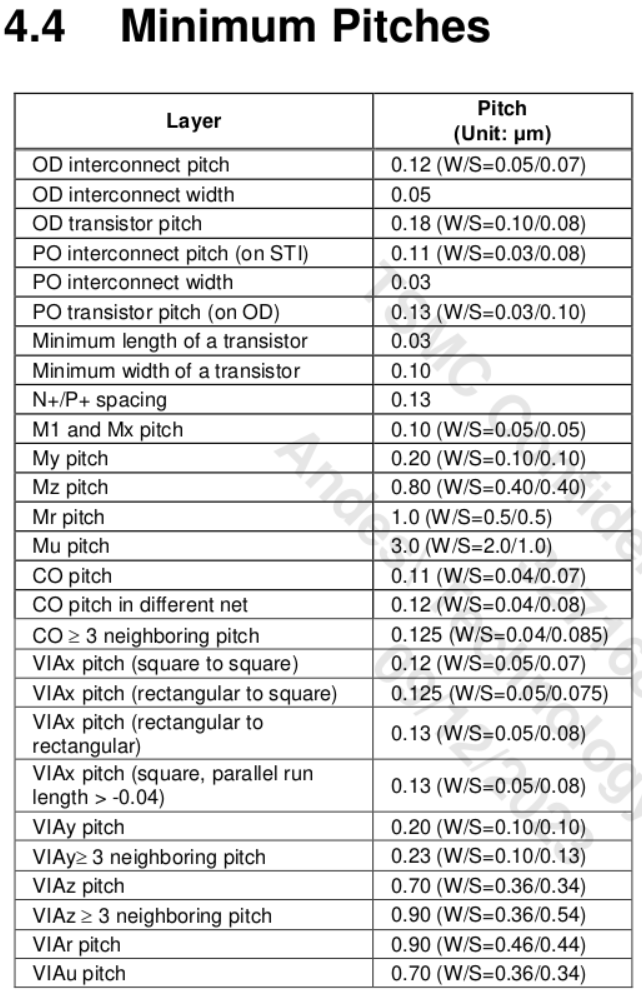 4.4 Minimum Pitches
Layer Pitch
(Unit: µm)
OD interconnect pitch 0.12 (W/S=0.05/0.07)
OD interconnect width 0.05
OD transistor pitch 0.18 (W/S=0.10/0.08)
PO interconnect pitch (on STI) 0.11 (W/S=0.03/0.08)
PO interconnect width 0.03
PO transistor pitch (on OD) 0.13 (W/S=0.03/0.10)
Minimum length of a transistor 0.03
Minimum width of a transistor 0.10
N+/P+ spacing 0.13
M1 and Mx pitch 0.10 (W/S=0.05/0.05)
My pitch 0.20 (W/S=0.10/0.10)
Mz pitch 0.80 (W/S=0.40/0.40)
Mr pitch 1.0 (W/S=0.5/0.5)
Mu pitch 3.0 (W/S=2.0/1.0)
CO pitch 0.11 (W/S=0.04/0.07)
CO pitch in different net 0.12 (W/S=0.04/0.08)
CO ≥ 3 neighboring pitch 0.125 (W/S=0.04/0.085)
VIAx pitch (square to square) 0.12 (W/S=0.05/0.07)
VIAx pitch (rectangular to square) 0.125 (W/S=0.05/0.075)
VIAx pitch (rectangular to
rectangular) 0.13 (W/S=0.05/0.08)
VIAx pitch (square, parallel run
length > -0.04) 0.13 (W/S=0.05/0.08)
VIAy pitch 0.20 (W/S=0.10/0.10)
VIAy≥ 3 neighboring pitch 0.23 (W/S=0.10/0.13)
VIAz pitch 0.70 (W/S=0.36/0.34)
VIAz ≥ 3 neighboring pitch 0.90 (W/S=0.36/0.54)
VIAr pitch 0.90 (W/S=0.46/0.44)
VIAu pitch 0.70 (W/S=0.36/0.34)
TSMC
Technology
09/12/2023